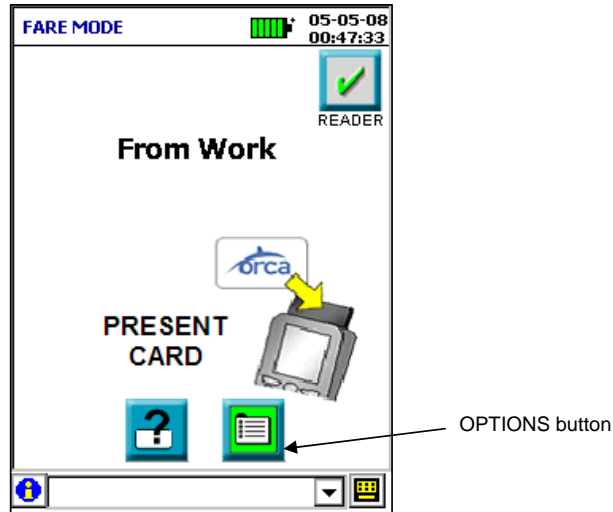 FARE MODE
05-05-08
00:47:33
READER
From Work
orca
PRESENT
CARD
?
OPTIONS button
i